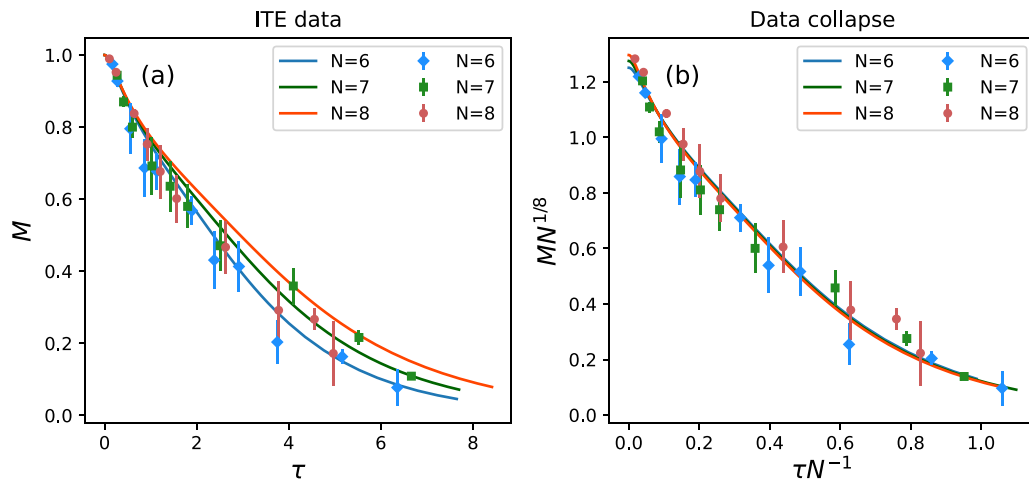 ITE data
(a)
N=6 N=6
N=7 N=7
N=8 N=8
M
1.0
0.8
0.6
0.4
0.2
0.0
0 2 4 6 8
τ
Data collapse
(b)
N=6 N=6
N=7 N=7
N=8 N=8
MN^{1/8}
1.2
1.0
0.8
0.6
0.4
0.2
0.0
0.0 0.2 0.4 0.6 0.8 1.0
τN^{-1}